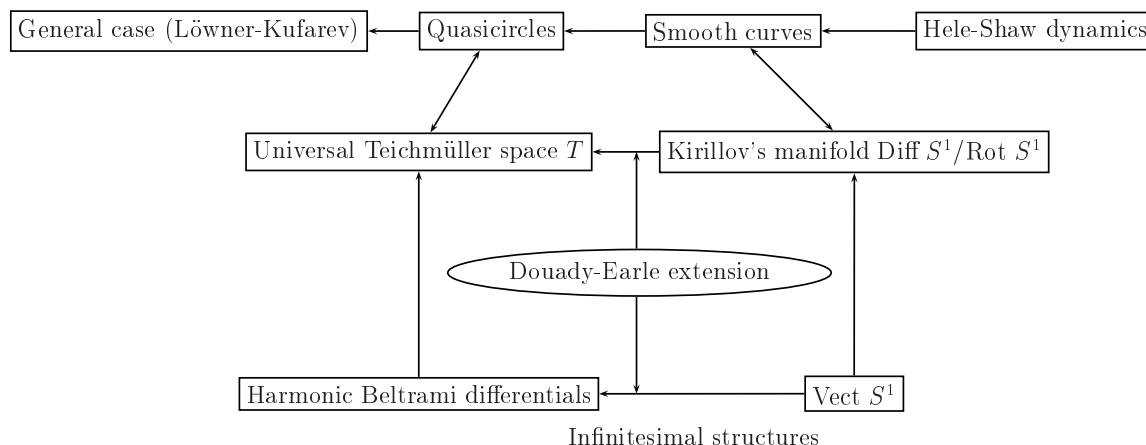 General case (Löwner-Kufarev)
Quasicircles
Smooth curves
Hele-Shaw dynamics
Universal Teichmüller space T
Kirillov's manifold Diff S¹/Rot S¹
Douady-Earle extension
Harmonic Beltrami differentials
Vect S¹
Infinitesimal structures